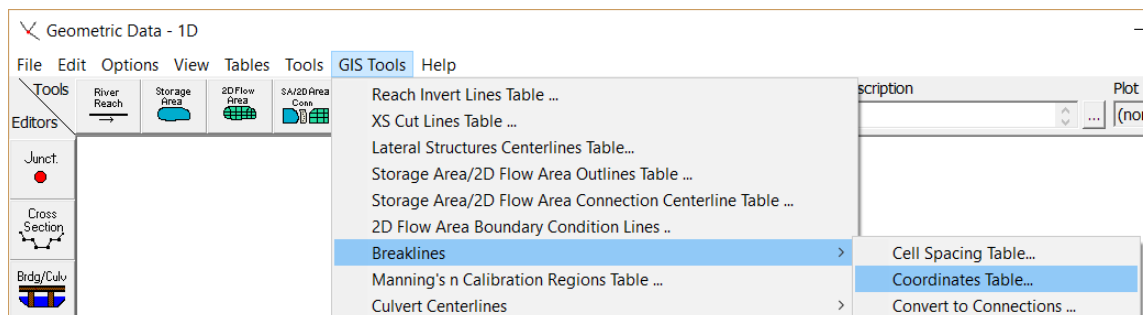 Geometric Data - 1D
File Edit Options View Tables Tools GIS Tools Help
Tools
Editors
River
Reach
Storage
Area
2D Flow
Area
SA/2D Area
Conn
scription
Plot
...
Reach Invert Lines Table ...
XS Cut Lines Table ...
Lateral Structures Centerlines Table...
Storage Area/2D Flow Area Outlines Table ...
Storage Area/2D Flow Area Connection Centerline Table ...
2D Flow Area Boundary Condition Lines ..
Breaklines
Manning's n Calibration Regions Table ...
Culvert Centerlines
Cell Spacing Table...
Coordinates Table...
Convert to Connections ...
Junct.
Cross
Section
Brdg/Culv